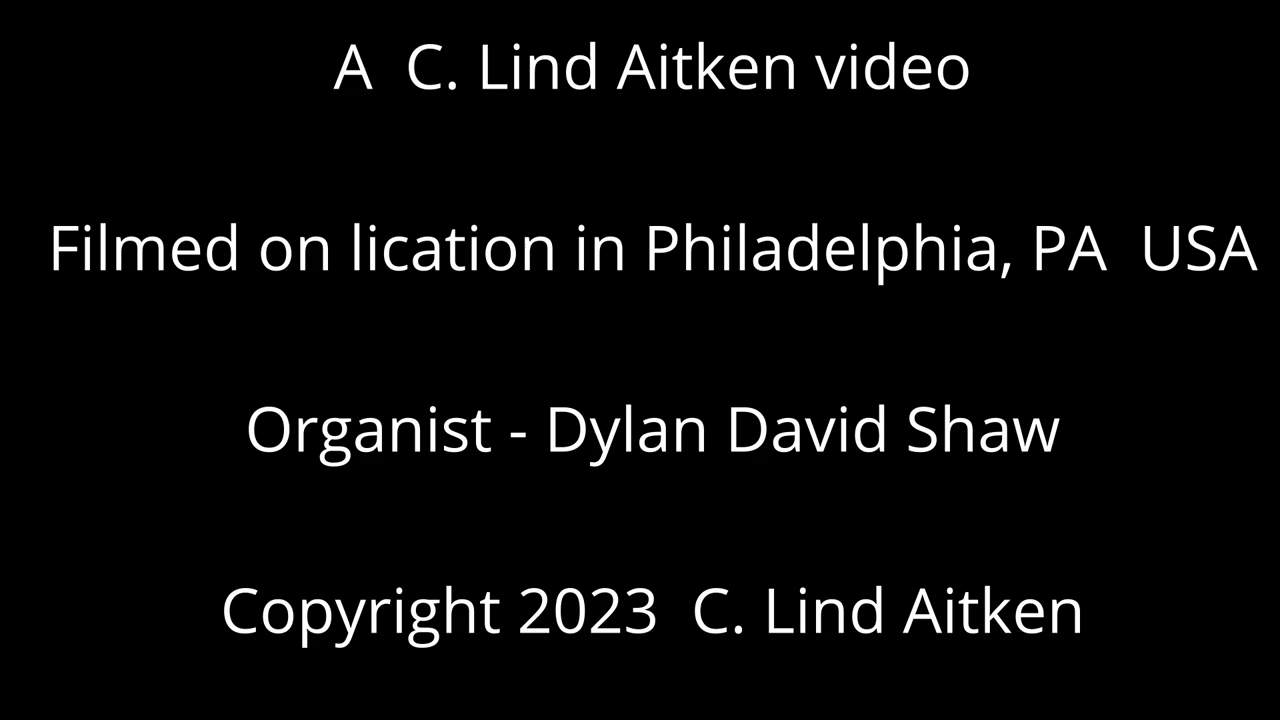 A  C. Lind Aitken video
Filmed on lication in Philadelphia, PA  USA
Organist - Dylan David Shaw
Copyright 2023  C. Lind Aitken